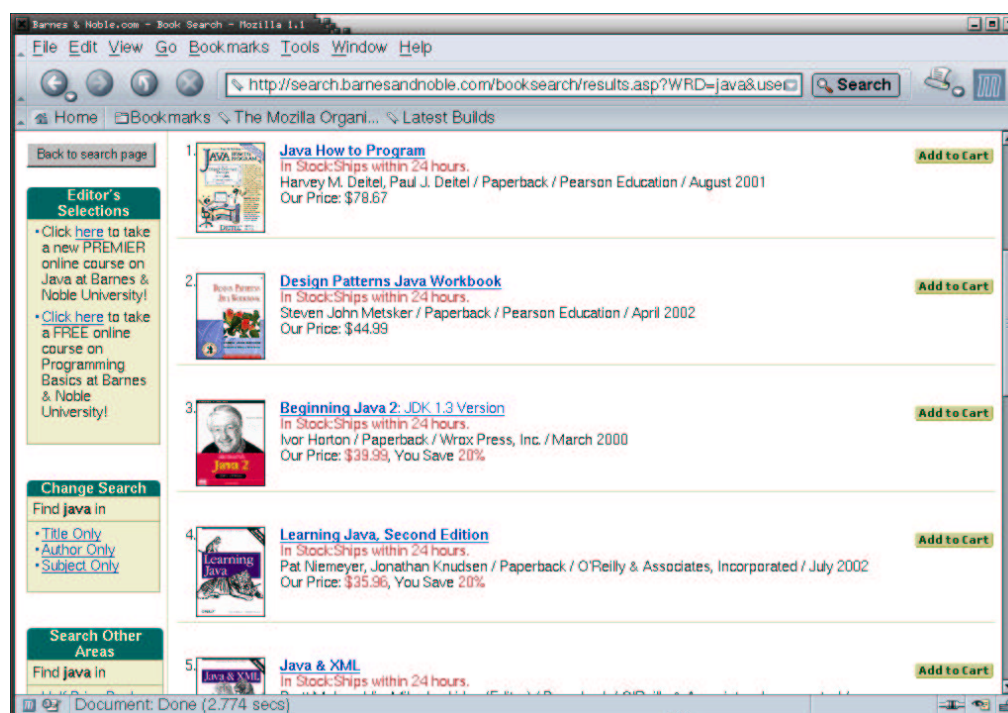 Barnes & Noble.com - Book Search - Mozilla 1.1
File Edit View Go Bookmarks Tools Window Help
http://search.barnesandnoble.com/booksearch/results.asp?WRD=java&user
Search
Home Bookmarks The Mozilla Organi... Latest Builds
Back to search page
Editor's
Selections
•Click here to take
a new PREMIER
online course on
Java at Barnes &
Noble University!
•Click here to take
a FREE online
course on
Programming
Basics at Barnes
& Noble
University!
Change Search
Find java in
•Title Only
•Author Only
•Subject Only
Search Other
Areas
Find java in
1. Java How to Program
In Stock:Ships within 24 hours.
Harvey M. Deitel, Paul J. Deitel / Paperback / Pearson Education / August 2001
Our Price: $78.67
Add to Cart
2. Design Patterns Java Workbook
In Stock:Ships within 24 hours.
Steven John Metsker / Paperback / Pearson Education / April 2002
Our Price: $44.99
Add to Cart
3. Beginning Java 2: JDK 1.3 Version
In Stock:Ships within 24 hours.
Ivor Horton / Paperback / Wrox Press, Inc. / March 2000
Our Price: $39.99, You Save 20%
Add to Cart
Java 2
4. Learning Java, Second Edition
In Stock:Ships within 24 hours.
Pat Niemeyer, Jonathan Knudsen / Paperback / O'Reilly & Associates, Incorporated / July 2002
Our Price: $35.96, You Save 20%
Add to Cart
Learning
Java
5. Java & XML
In Stock:Ships within 24 hours.
Add to Cart
Java & XML
Document: Done (2.774 secs)